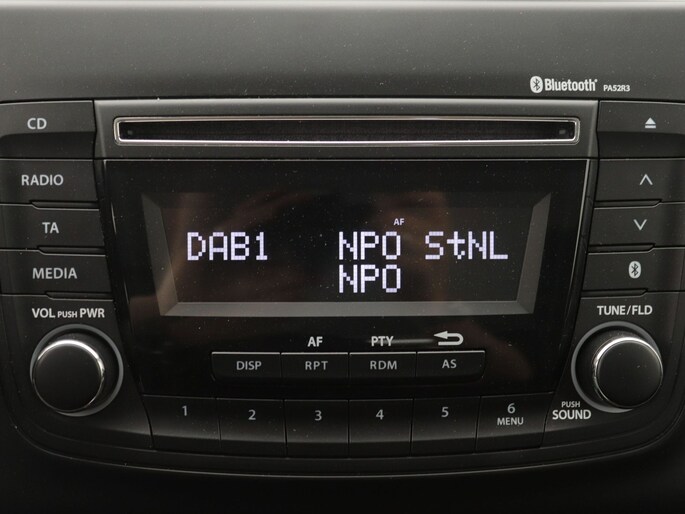 Bluetooth® PA52R3
CD
RADIO
TA
MEDIA
VOL PUSH PWR
AF
DAB1 NPO StNL
NPO
TUNE/FLD
AF PTY
DISP RPT RDM AS
1 2 3 4 5 6
MENU
PUSH
SOUND